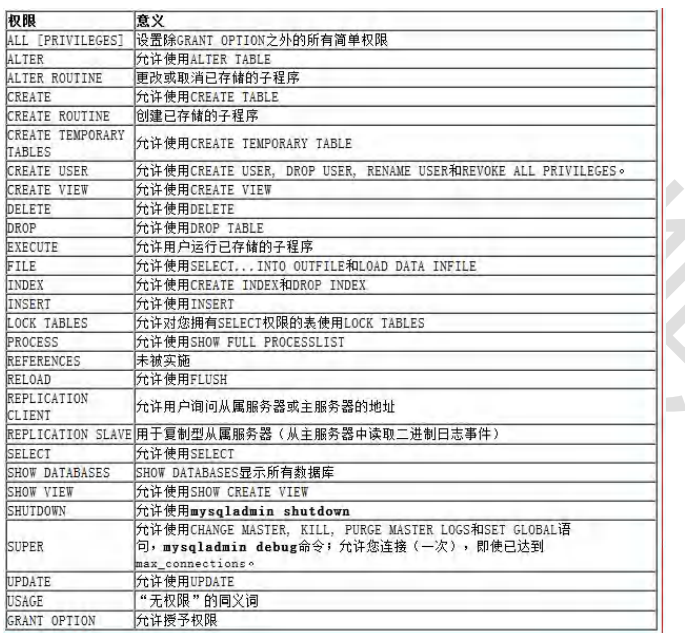 权限 意义
ALL [PRIVILEGES] 设置除GRANT OPTION之外的所有简单权限
ALTER 允许使用ALTER TABLE
ALTER ROUTINE 更改或取消已存储的子程序
CREATE 允许使用CREATE TABLE
CREATE ROUTINE 创建已存储的子程序
CREATE TEMPORARY
TABLES
允许使用CREATE TEMPORARY TABLE
CREATE USER 允许使用CREATE USER, DROP USER, RENAME USER和REVOKE ALL PRIVILEGES。
CREATE VIEW 允许使用CREATE VIEW
DELETE 允许使用DELETE
DROP 允许使用DROP TABLE
EXECUTE 允许用户运行已存储的子程序
FILE 允许使用SELECT...INTO OUTFILE和LOAD DATA INFILE
INDEX 允许使用CREATE INDEX和DROP INDEX
INSERT 允许使用INSERT
LOCK TABLES 允许对您拥有SELECT权限的表使用LOCK TABLES
PROCESS 允许使用SHOW FULL PROCESSLIST
REFERENCES 未被实施
RELOAD 允许使用FLUSH
REPLICATION
CLIENT
允许用户询问从属服务器或主服务器的地址
REPLICATION SLAVE 用于复制型从属服务器（从主服务器中读取二进制日志事件）
SELECT 允许使用SELECT
SHOW DATABASES SHOW DATABASES显示所有数据库
SHOW VIEW 允许使用SHOW CREATE VIEW
SHUTDOWN 允许使用mysqladmin shutdown
SUPER
允许使用CHANGE MASTER, KILL, PURGE MASTER LOGS和SET GLOBAL语
句，mysqladmin debug命令；允许您连接（一次），即使已达到
max_connections。
UPDATE 允许使用UPDATE
USAGE “无权限”的同义词
GRANT OPTION 允许授予权限